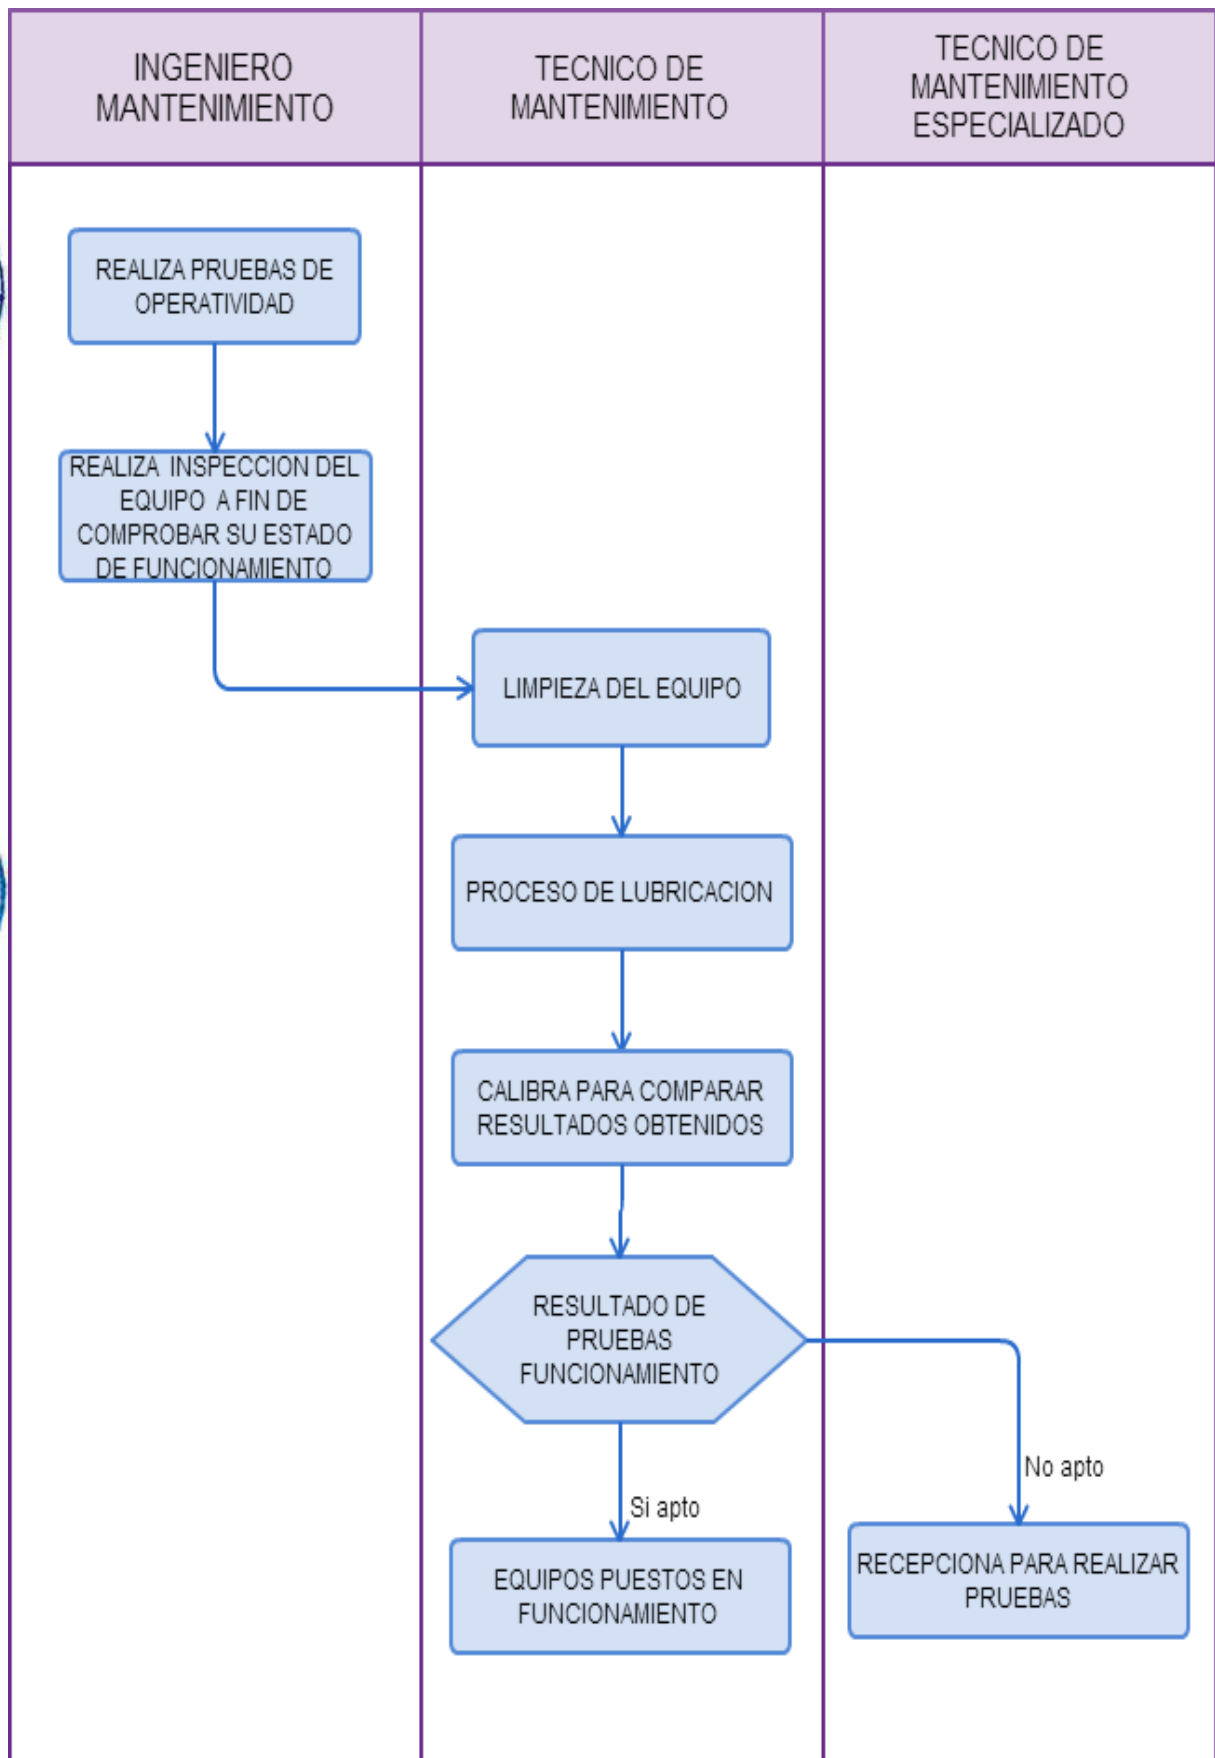 INGENIERO
MANTENIMIENTO
TECNICO DE
MANTENIMIENTO
TECNICO DE
MANTENIMIENTO
ESPECIALIZADO
REALIZA PRUEBAS DE
OPERATIVIDAD
REALIZA INSPECCION DEL
EQUIPO A FIN DE
COMPROBAR SU ESTADO
DE FUNCIONAMIENTO
LIMPIEZA DEL EQUIPO
PROCESO DE LUBRICACION
CALIBRA PARA COMPARAR
RESULTADOS OBTENIDOS
RESULTADO DE
PRUEBAS
FUNCIONAMIENTO
No apto
Si apto
EQUIPOS PUESTOS EN
FUNCIONAMIENTO
RECEPCIONA PARA REALIZAR
PRUEBAS